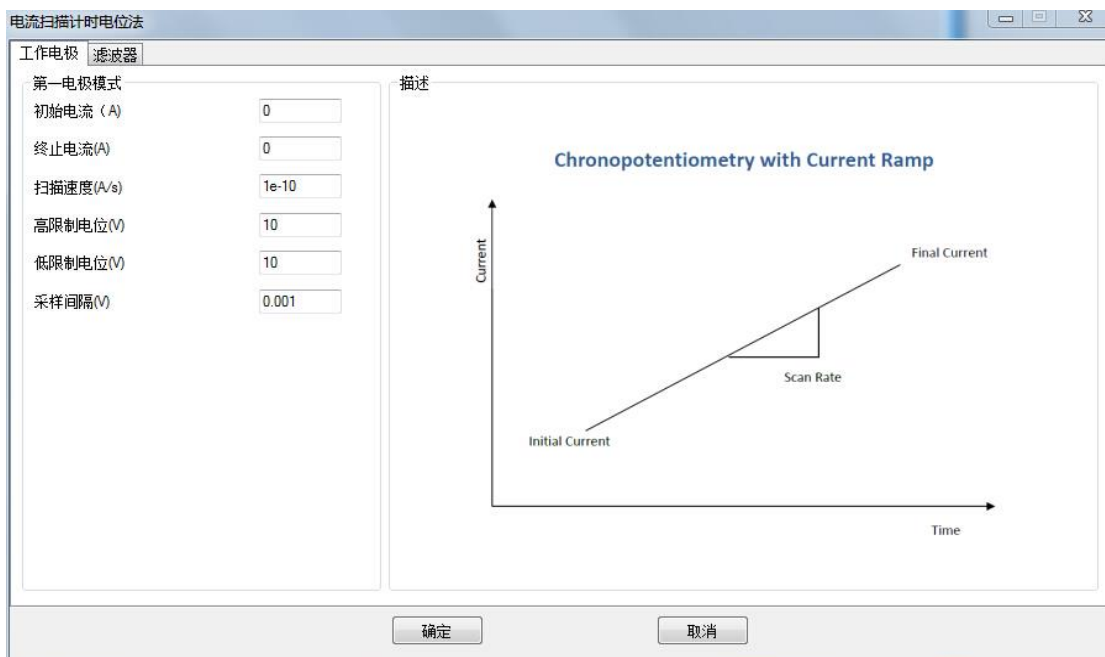 电流扫描计时电位法
工作电极 滤波器
第一电极模式
初始电流（A) 0
终止电流(A) 0
扫描速度(A/s) 1e-10
高限制电位(V) 10
低限制电位(V) 10
采样间隔(V) 0.001
描述
Chronopotentiometry with Current Ramp
Current
Final Current
Scan Rate
Initial Current
Time
确定 取消